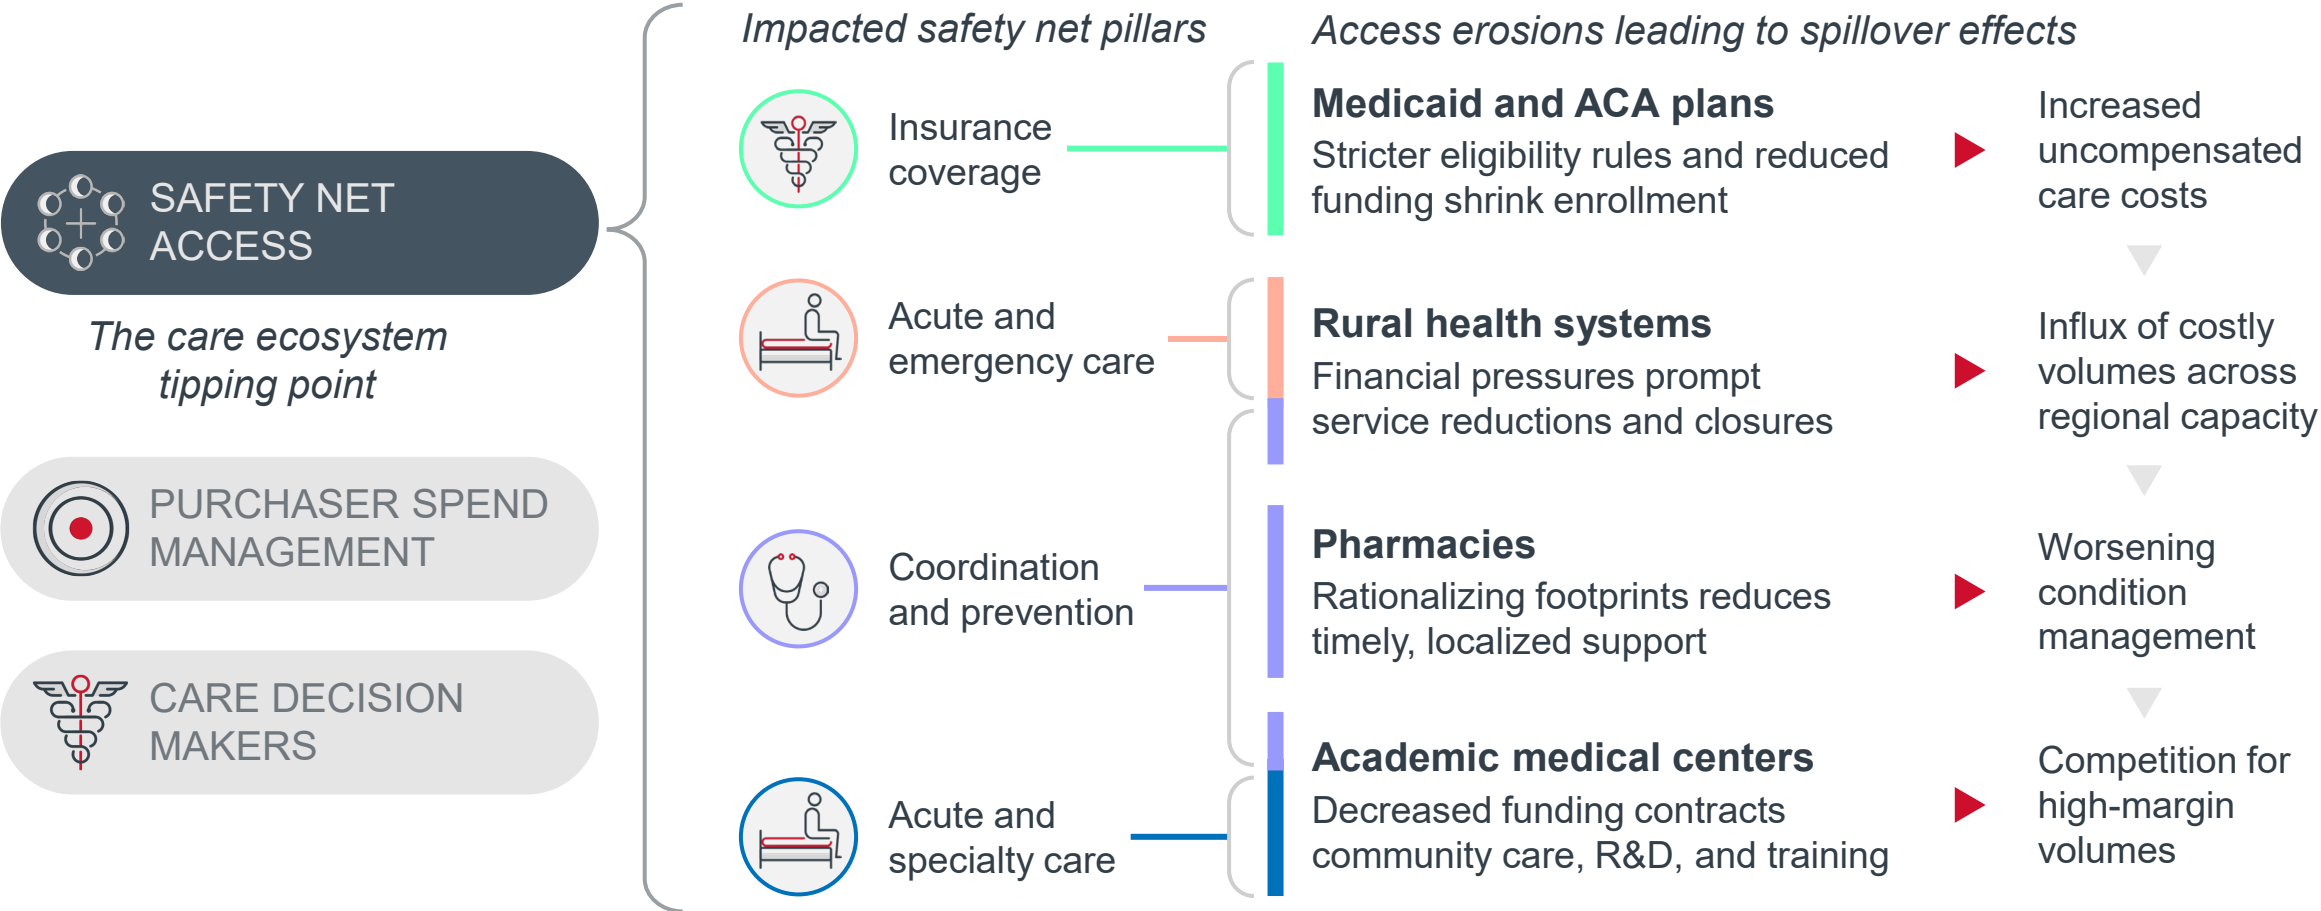 SAFETY NET
ACCESS
The care ecosystem
tipping point
PURCHASER SPEND
MANAGEMENT
CARE DECISION
MAKERS
Impacted safety net pillars
Insurance
coverage
Acute and
emergency care
Coordination
and prevention
Acute and
specialty care
Access erosions leading to spillover effects
Medicaid and ACA plans
Stricter eligibility rules and reduced
funding shrink enrollment
Increased
uncompensated
care costs
Rural health systems
Financial pressures prompt
service reductions and closures
Influx of costly
volumes across
regional capacity
Pharmacies
Rationalizing footprints reduces
timely, localized support
Worsening
condition
management
Academic medical centers
Decreased funding contracts
community care, R&D, and training
Competition for
high-margin
volumes